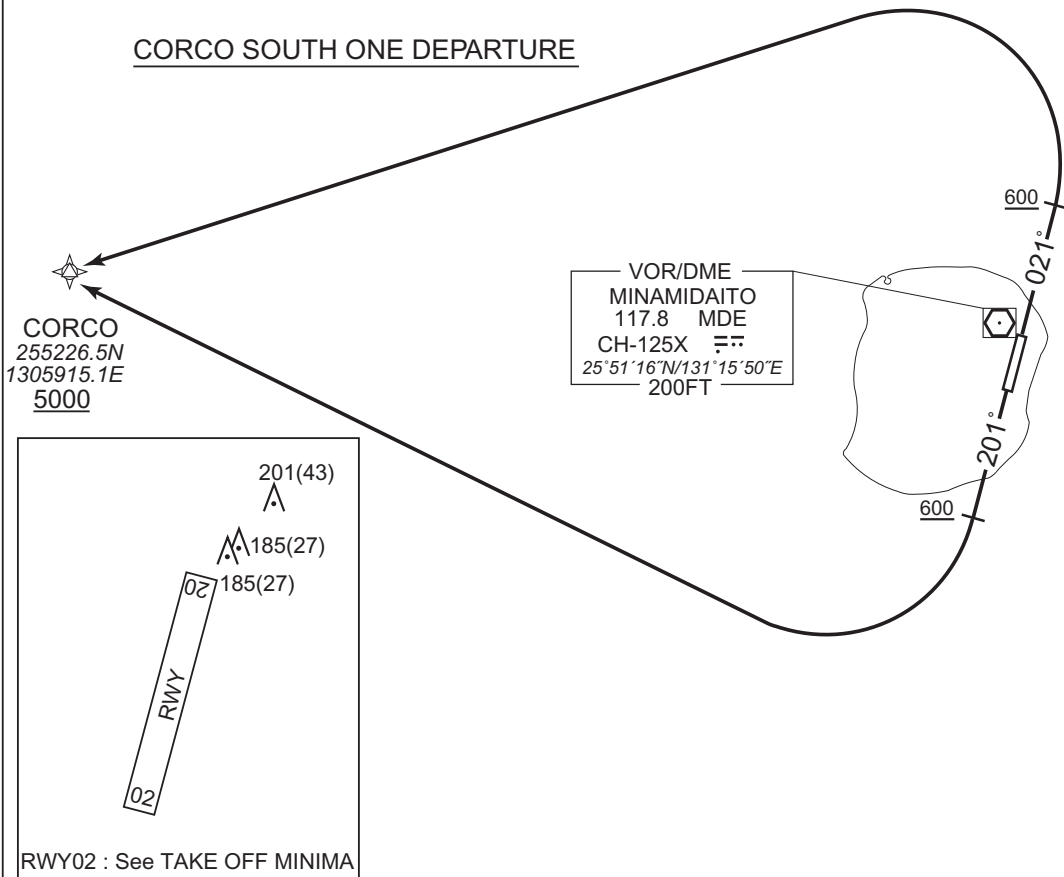 CORCO SOUTH ONE DEPARTURE
600
021°
VOR/DME
MINAMIDAITO
117.8 MDE
CH-125X
25°51´16˝N/131°15´50˝E
200FT
CORCO
255226.5N
1305915.1E
5000
201°
600
201(43)
185(27)
185(27)
20
RWY
02
RWY02 : See TAKE OFF MINIMA